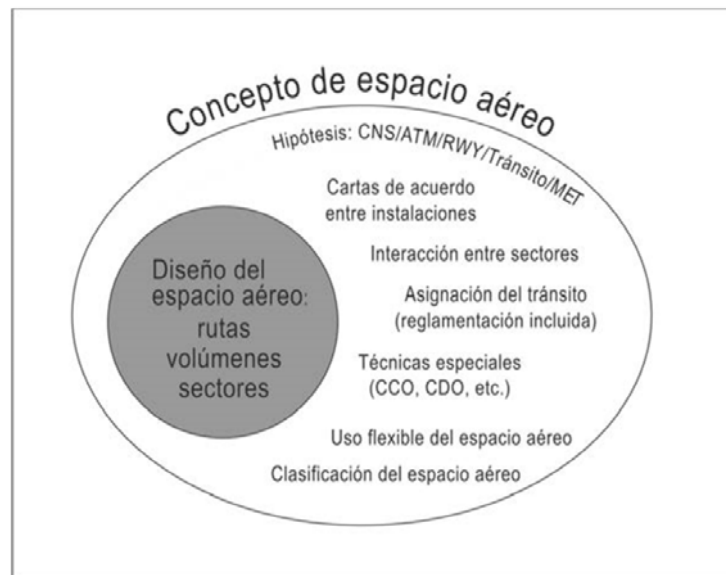 Concepto de espacio aéreo
Hipótesis: CNS/ATM/RWY/Tránsito/MET
Cartas de acuerdo
entre instalaciones
Interacción entre sectores
Diseño del
espacio aéreo:
rutas
volúmenes
sectores
Asignación del tránsito
(reglamentación incluida)
Técnicas especiales
(CCO, CDO, etc.)
Uso flexible del espacio aéreo
Clasificación del espacio aéreo